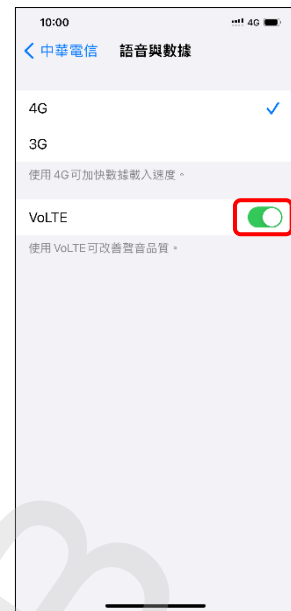 10:00 4G
中華電信 語音與數據
4G
3G
使用 4G 可加快數據載入速度。
VoLTE
使用 VoLTE 可改善聲音品質。